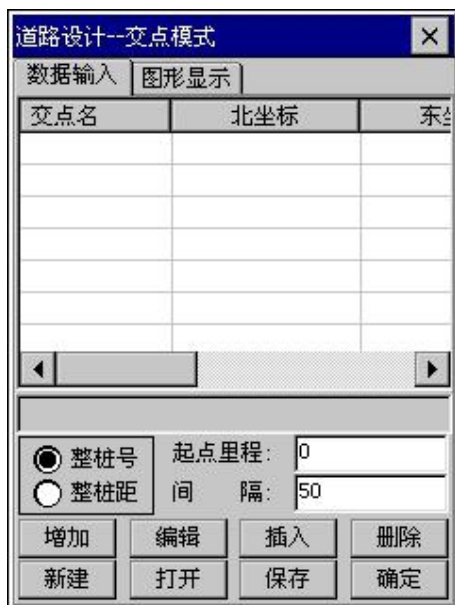 道路设计--交点模式
数据输入 图形显示
交点名 北坐标
整桩号 起点里程: 0
整桩距 间 隔: 50
增加 编辑 插入 删除
新建 打开 保存 确定